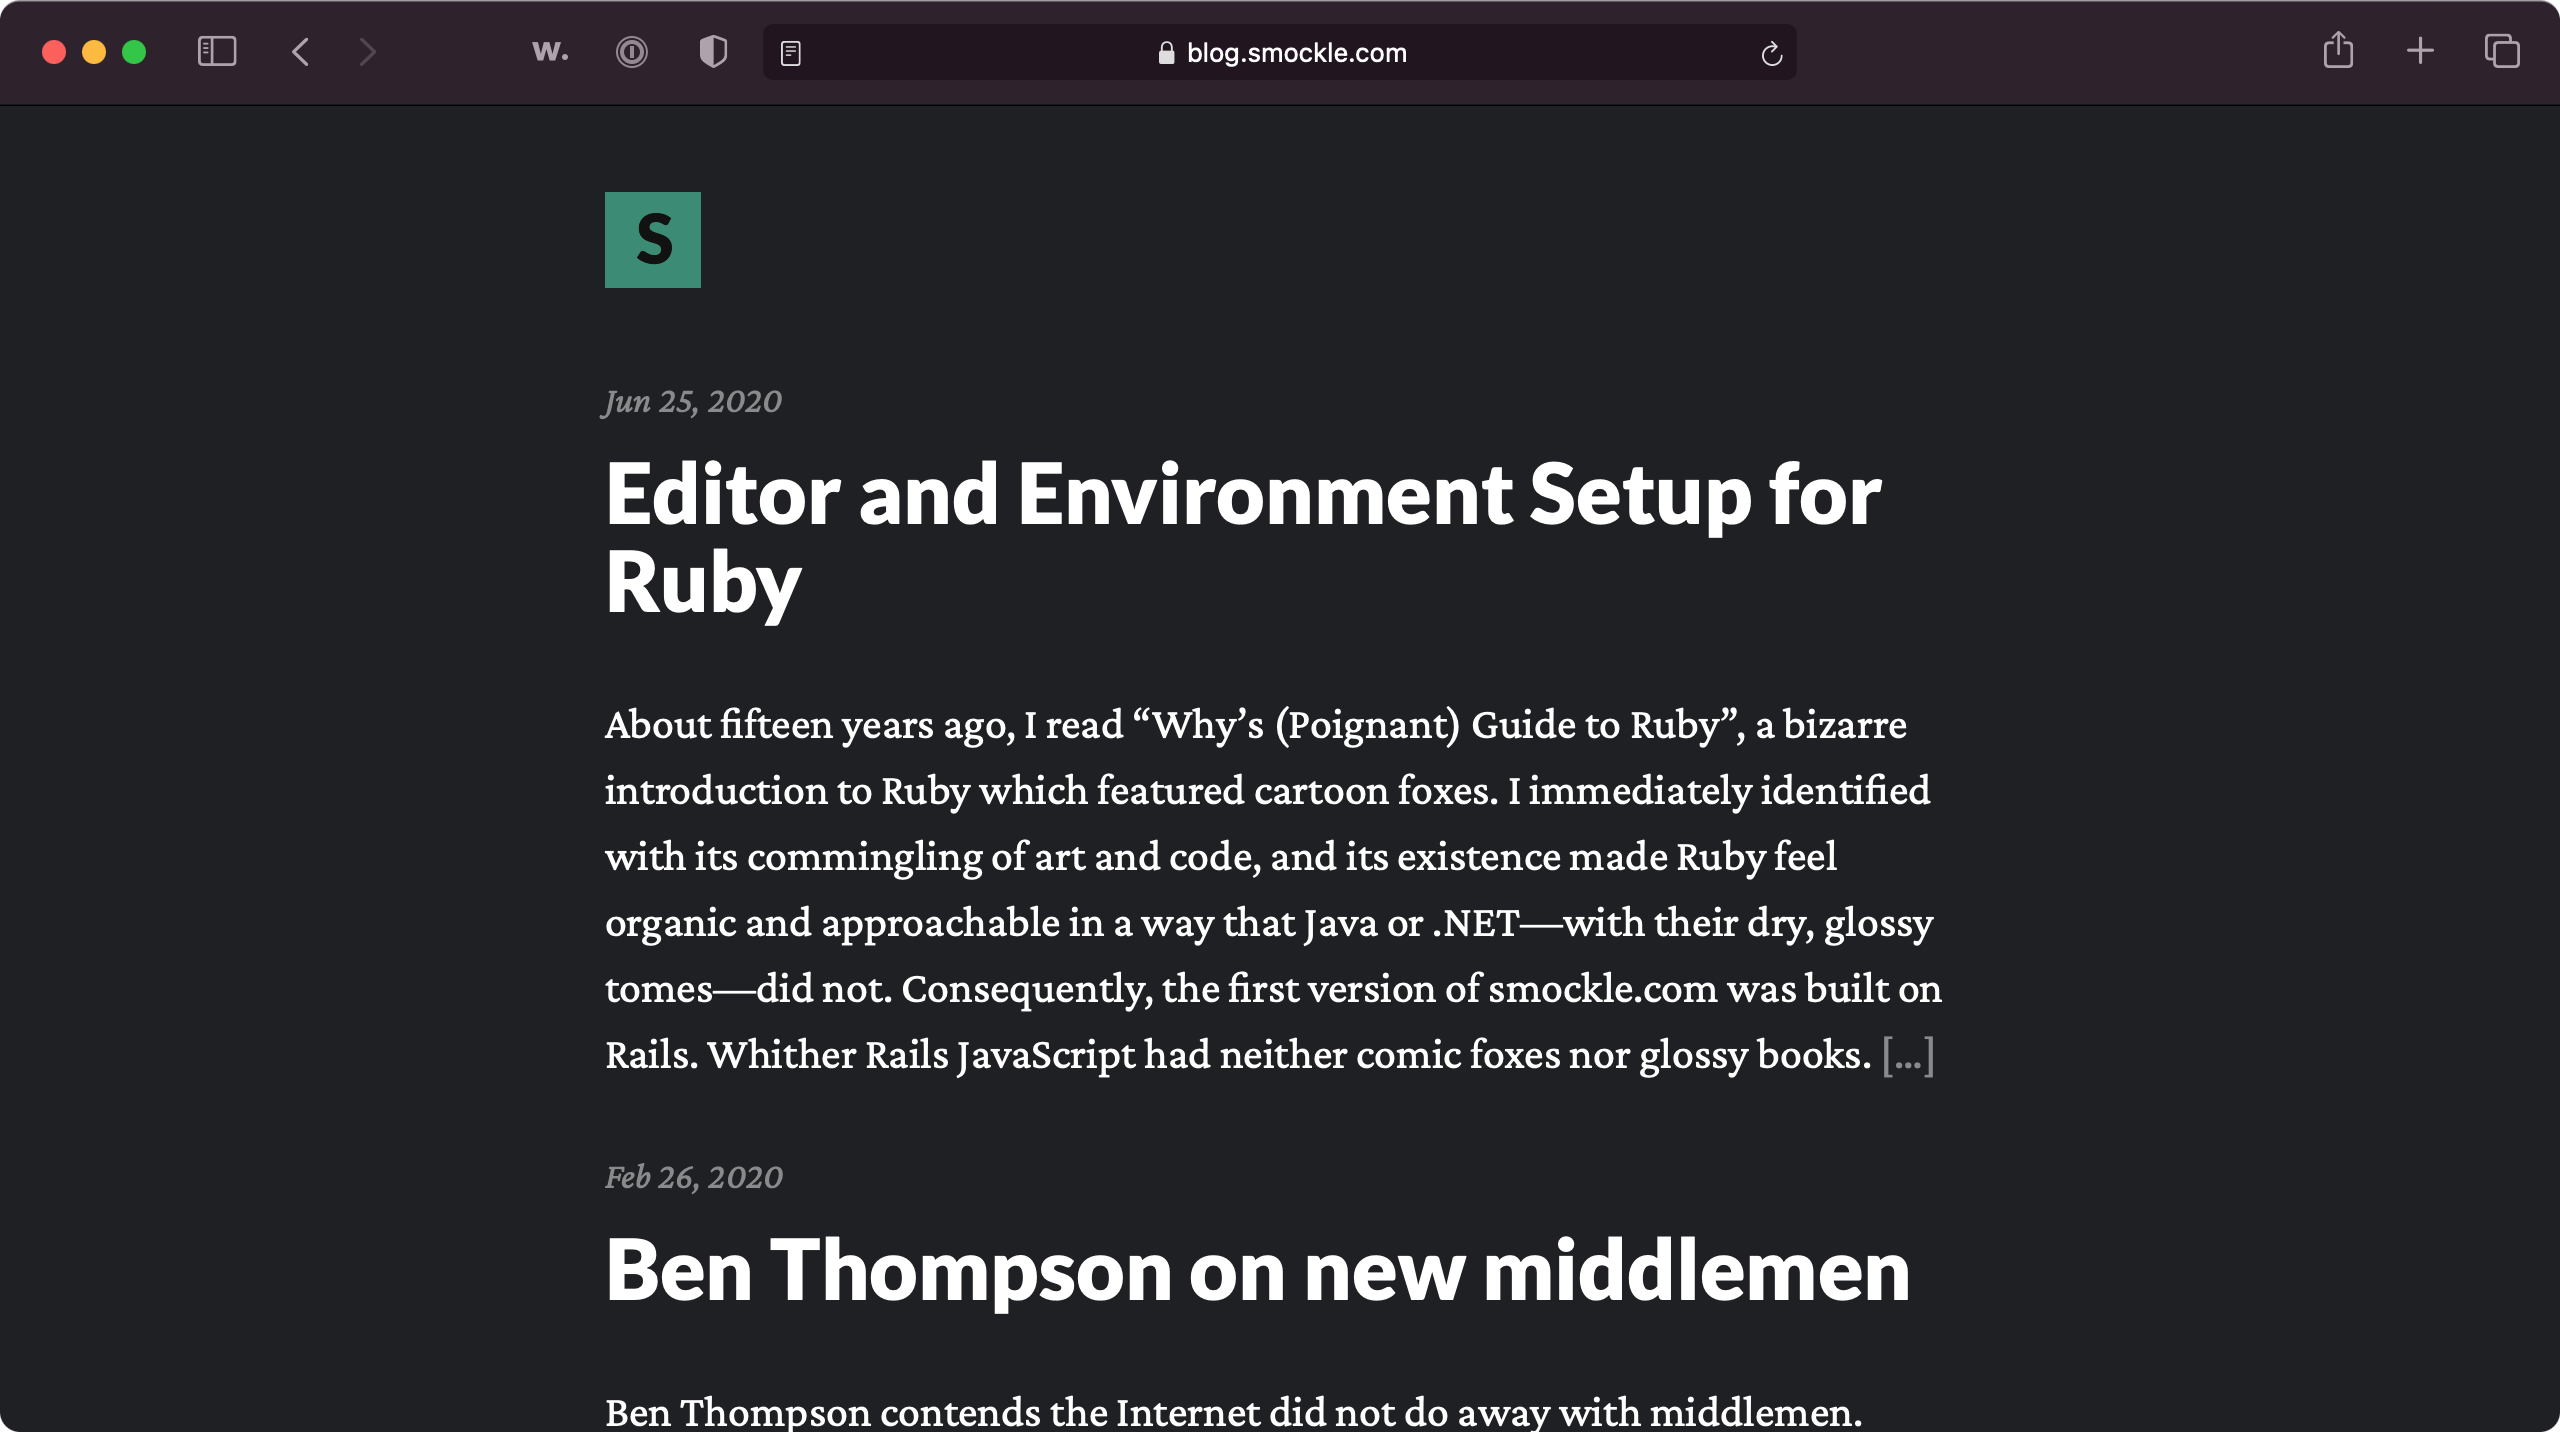 w.
blog.smockle.com
S
Jun 25, 2020
Editor and Environment Setup for
Ruby
About fifteen years ago, I read “Why’s (Poignant) Guide to Ruby”, a bizarre
introduction to Ruby which featured cartoon foxes. I immediately identified
with its commingling of art and code, and its existence made Ruby feel
organic and approachable in a way that Java or .NET—with their dry, glossy
tomes—did not. Consequently, the first version of smockle.com was built on
Rails. Whither Rails JavaScript had neither comic foxes nor glossy books. [...]
Feb 26, 2020
Ben Thompson on new middlemen
Ben Thompson contends the Internet did not do away with middlemen.